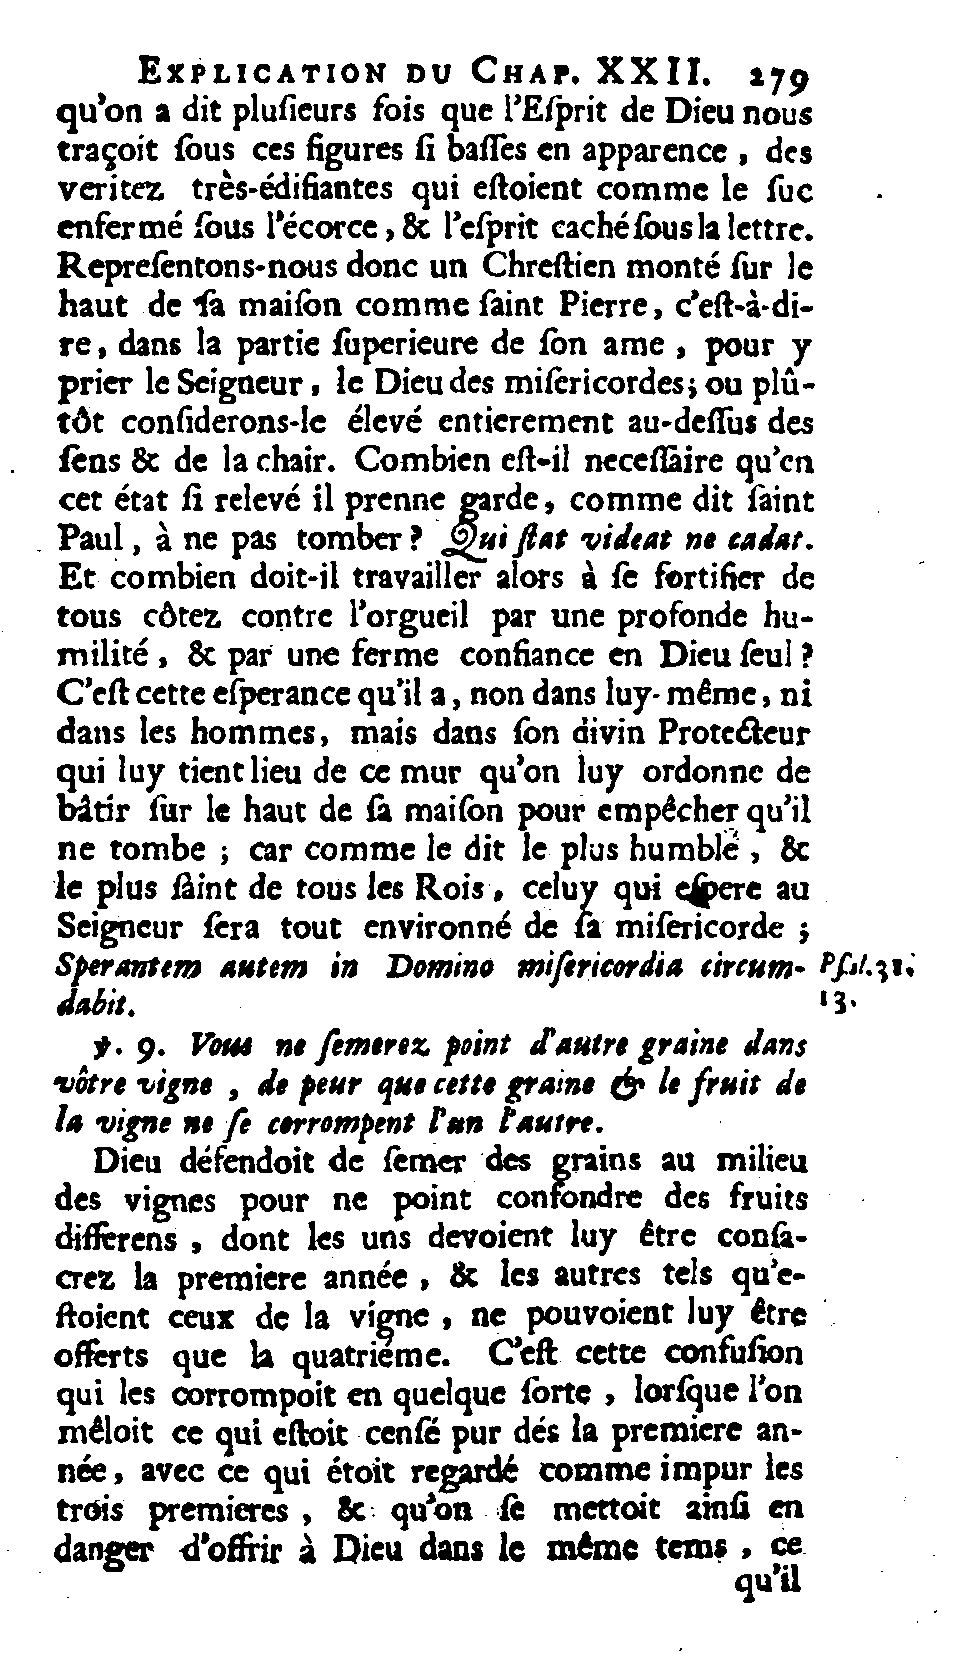 EXPLICATION DU CHAP. XXII. 279
qu'on a dit pluſieurs fois que l'Eſprit de Dieu nous
traçoit ſous ces figures ſi baſſes en apparence, des
veritez très-édifiantes qui eſtoient comme le ſuc
enfermé ſous l'écorce, & l'eſprit caché ſous la lettre.
Repreſentons-nous donc un Chreſtien monté ſur le
haut de ſa maiſon comme ſaint Pierre, c'eſt-à-di-
re, dans la partie ſuperieure de ſon ame, pour y
prier le Seigneur, le Dieu des miſericordes; ou plû-
tôt conſiderons-le élevé entierement au-deſſus des
ſens & de la chair. Combien eſt-il neceſſaire qu'en
cet état ſi relevé il prenne garde, comme dit ſaint
Paul, à ne pas tomber? Qui ſtat videat ne cadat.
Et combien doit-il travailler alors à ſe fortifier de
tous côtez contre l'orgueil par une profonde hu-
milité, & par une ferme confiance en Dieu ſeul?
C'eſt cette eſperance qu'il a, non dans luy-même, ni
dans les hommes, mais dans ſon divin Protecteur
qui luy tient lieu de ce mur qu'on luy ordonne de
bâtir ſur le haut de ſa maiſon pour empêcher qu'il
ne tombe ; car comme le dit le plus humble, &
le plus ſaint de tous les Rois, celuy qui eſpere au
Seigneur ſera tout environné de ſa miſericorde ;
Sperantem autem in Domino miſericordia circum- Pſal. 31.
dabit. 13.
℣. 9. Vous ne ſemerez point d'autre graine dans
vôtre vigne, de peur que cette graine & le fruit de
la vigne ne ſe corrompent l'un l'autre.
Dieu défendoit de ſemer des grains au milieu
des vignes pour ne point confondre des fruits
differens, dont les uns devoient luy être conſa-
crez la premiere année, & les autres tels qu'e-
ſtoient ceux de la vigne, ne pouvoient luy être
offerts que la quatriéme. C'eſt cette confuſion
qui les corrompoit en quelque ſorte, lorſque l'on
mêloit ce qui eſtoit cenſé pur dés la premiere an-
née, avec ce qui étoit regardé comme impur les
trois premieres, & qu'on ſe mettoit ainſi en
danger d'offrir à Dieu dans le même tems, ce
qu'il